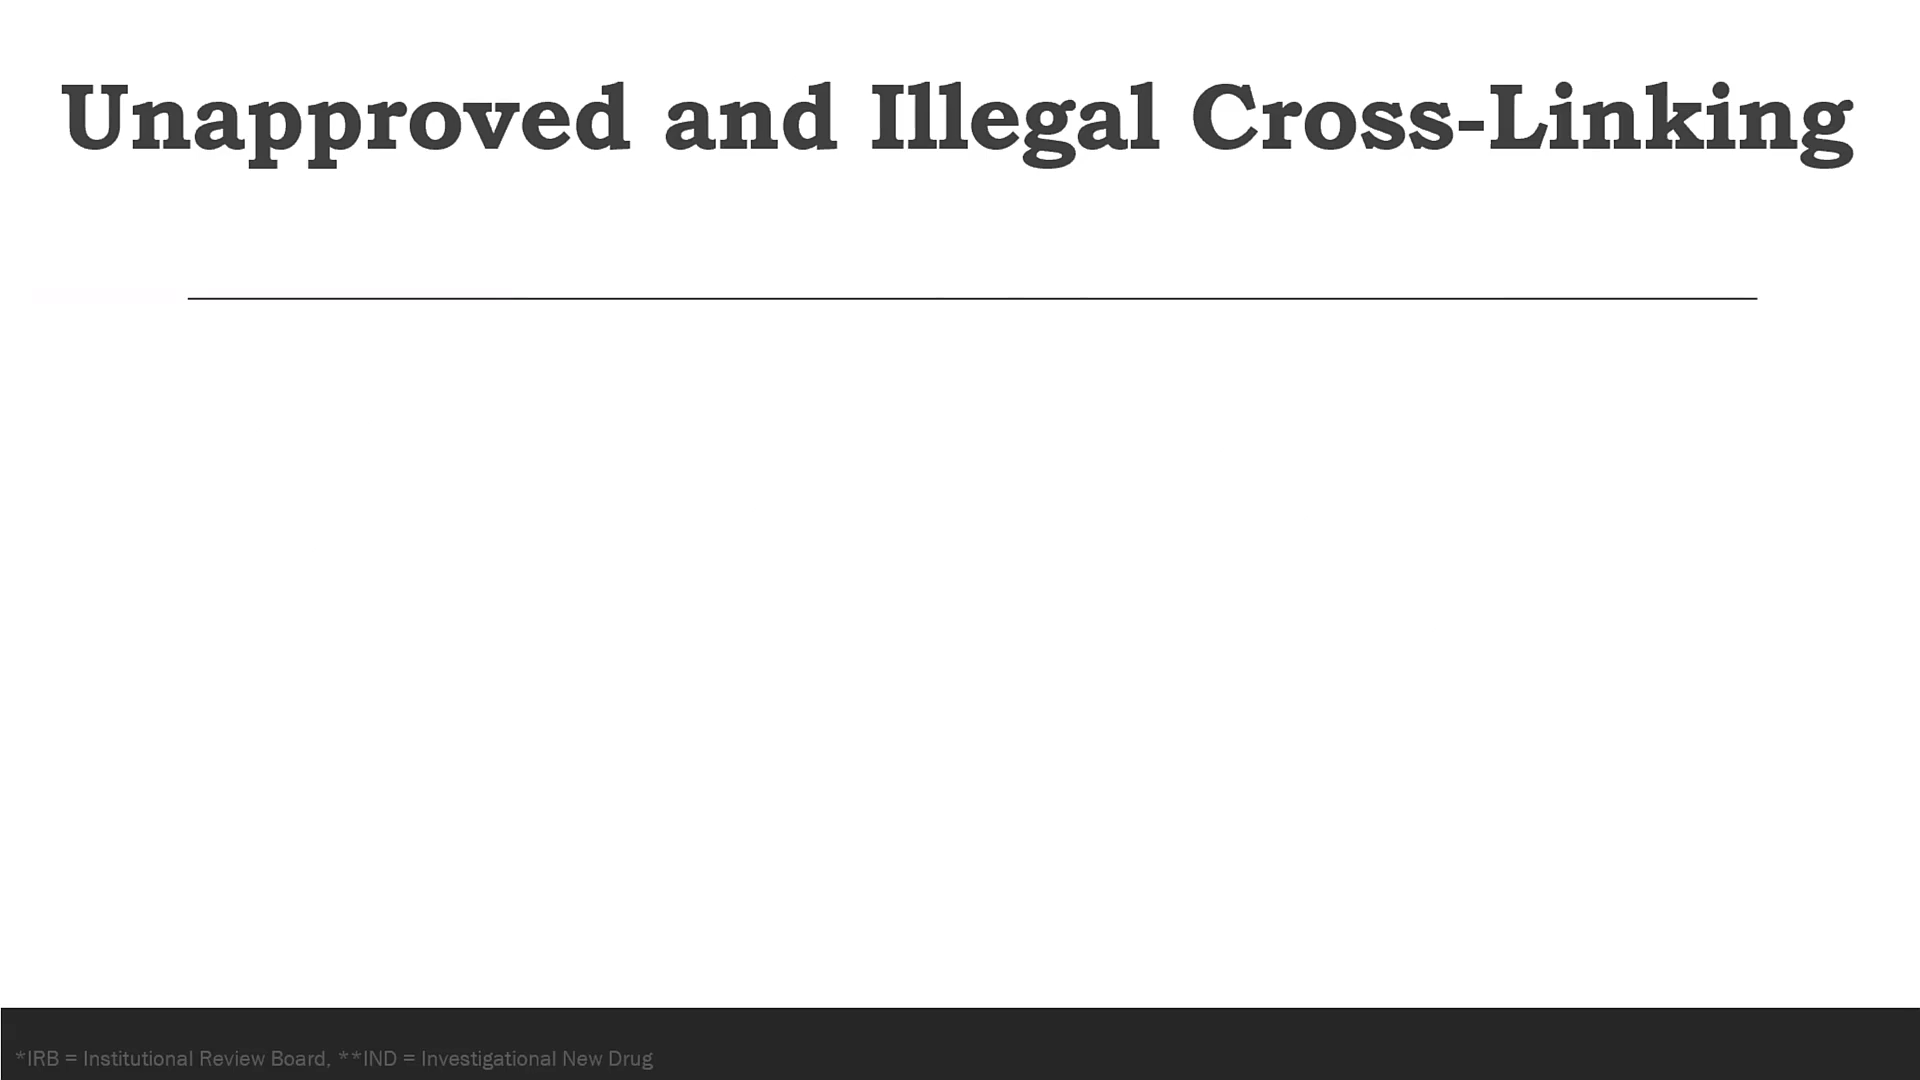 Unapproved and Illegal Cross-Linking
*IRB = Institutional Review Board, **IND = Investigational New Drug